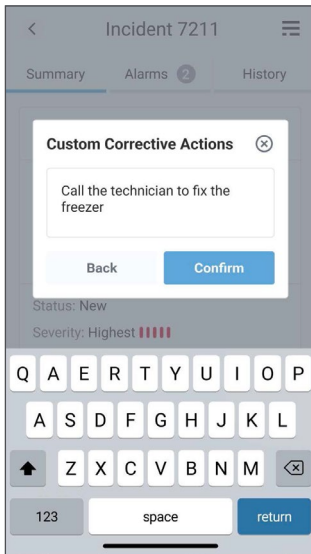 Incident 7211
Summary Alarms 2 History
Custom Corrective Actions
Call the technician to fix the
freezer
Back Confirm
Status: New
Severity: Highest
Q A E R T Y U I O P
A S D F G H J K L
Z X C V B N M
123 space return